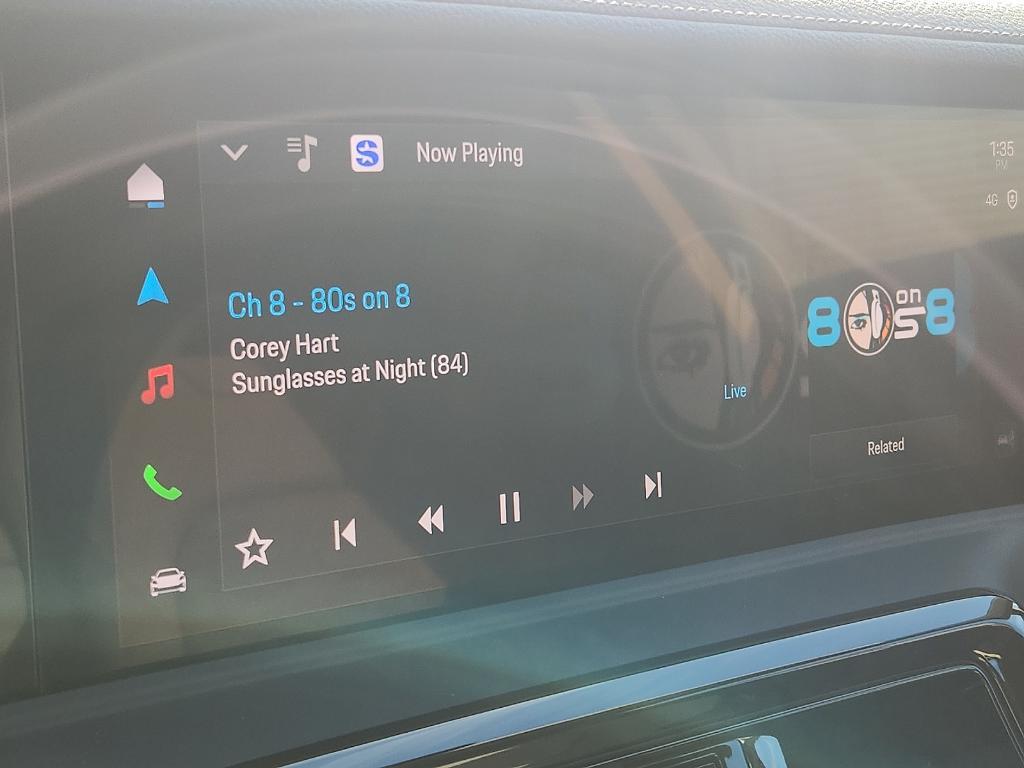 Now Playing
1:35
PM
4G
Ch 8 - 80s on 8
Corey Hart
Sunglasses at Night (84)
Live
80s on 8
Related